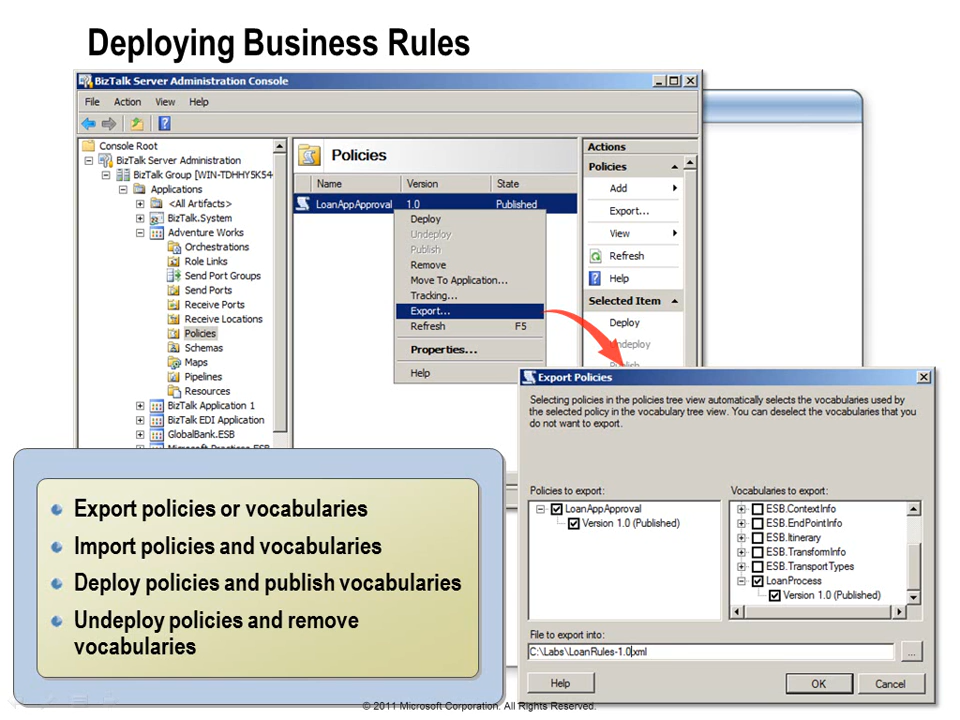 Deploying Business Rules
BizTalk Server Administration Console
File Action View Help
Console Root
BizTalk Server Administration
BizTalk Group [WIN-TDHHY5K54
Applications
<All Artifacts>
BizTalk.System
Adventure Works
Orchestrations
Role Links
Send Port Groups
Send Ports
Receive Ports
Receive Locations
Policies
Schemas
Maps
Pipelines
Resources
BizTalk Application 1
BizTalk EDI Application
GlobalBank.ESB
Policies
Name Version State
LoanAppApproval 1.0 Published
Deploy
Undeploy
Publish
Remove
Move To Application...
Tracking...
Export...
Refresh F5
Properties...
Help
Actions
Policies
Add
Export...
View
Refresh
Help
Selected Item
Deploy
Undeploy
Publish
Export Policies
Selecting policies in the policies tree view automatically selects the vocabularies used by
the selected policy in the vocabulary tree view. You can deselect the vocabularies that you
do not want to export.
Policies to export:
LoanAppApproval
Version 1.0 (Published)
Vocabularies to export:
ESB.ContextInfo
ESB.EndPointInfo
ESB.Itinerary
ESB.TransformInfo
ESB.TransportTypes
LoanProcess
Version 1.0 (Published)
File to export into:
C:\Labs\LoanRules-1.0.xml
...
Help OK Cancel
Export policies or vocabularies
Import policies and vocabularies
Deploy policies and publish vocabularies
Undeploy policies and remove
vocabularies
© 2011 Microsoft Corporation. All Rights Reserved.